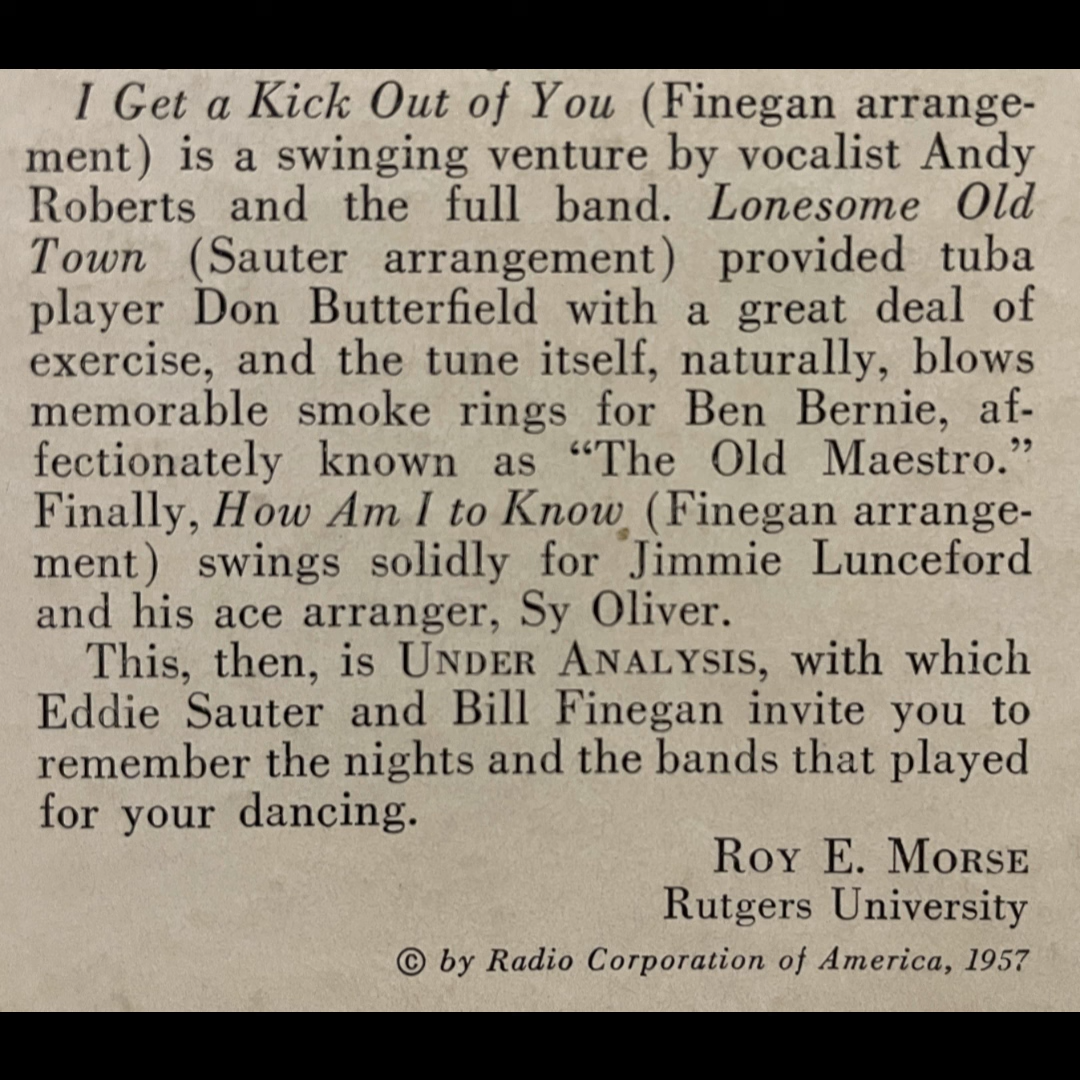 I Get a Kick Out of You (Finegan arrange-
ment) is a swinging venture by vocalist Andy
Roberts and the full band. Lonesome Old
Town (Sauter arrangement) provided tuba
player Don Butterfield with a great deal of
exercise, and the tune itself, naturally, blows
memorable smoke rings for Ben Bernie, af-
fectionately known as “The Old Maestro.”
Finally, How Am I to Know (Finegan arrange-
ment) swings solidly for Jimmie Lunceford
and his ace arranger, Sy Oliver.
This, then, is UNDER ANALYSIS, with which
Eddie Sauter and Bill Finegan invite you to
remember the nights and the bands that played
for your dancing.
ROY E. MORSE
Rutgers University
© by Radio Corporation of America, 1957